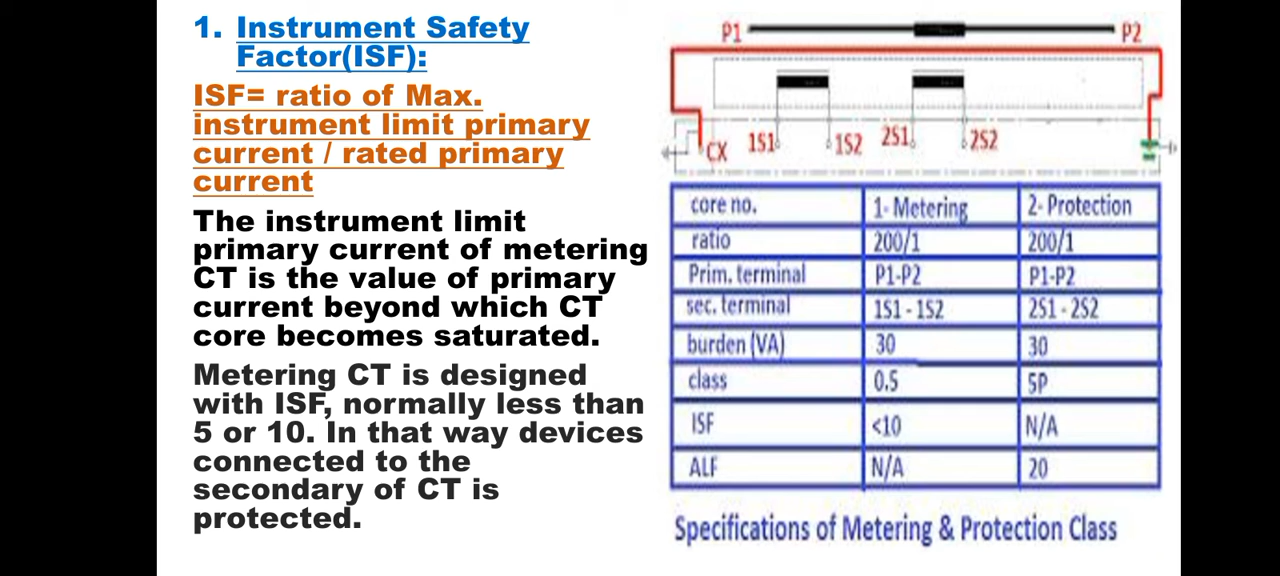 1. Instrument Safety
Factor(ISF):
ISF= ratio of Max.
instrument limit primary
current / rated primary
current
The instrument limit
primary current of metering
CT is the value of primary
current beyond which CT
core becomes saturated.
Metering CT is designed
with ISF, normally less than
5 or 10. In that way devices
connected to the
secondary of CT is
protected.
P1 P2
CX 1S1 1S2 2S1 2S2
core no. 1- Metering 2- Protection
ratio 200/1 200/1
Prim. terminal P1-P2 P1-P2
sec. terminal 1S1 - 1S2 2S1 - 2S2
burden (VA) 30 30
class 0.5 5P
ISF <10 N/A
ALF N/A 20
Specifications of Metering & Protection Class